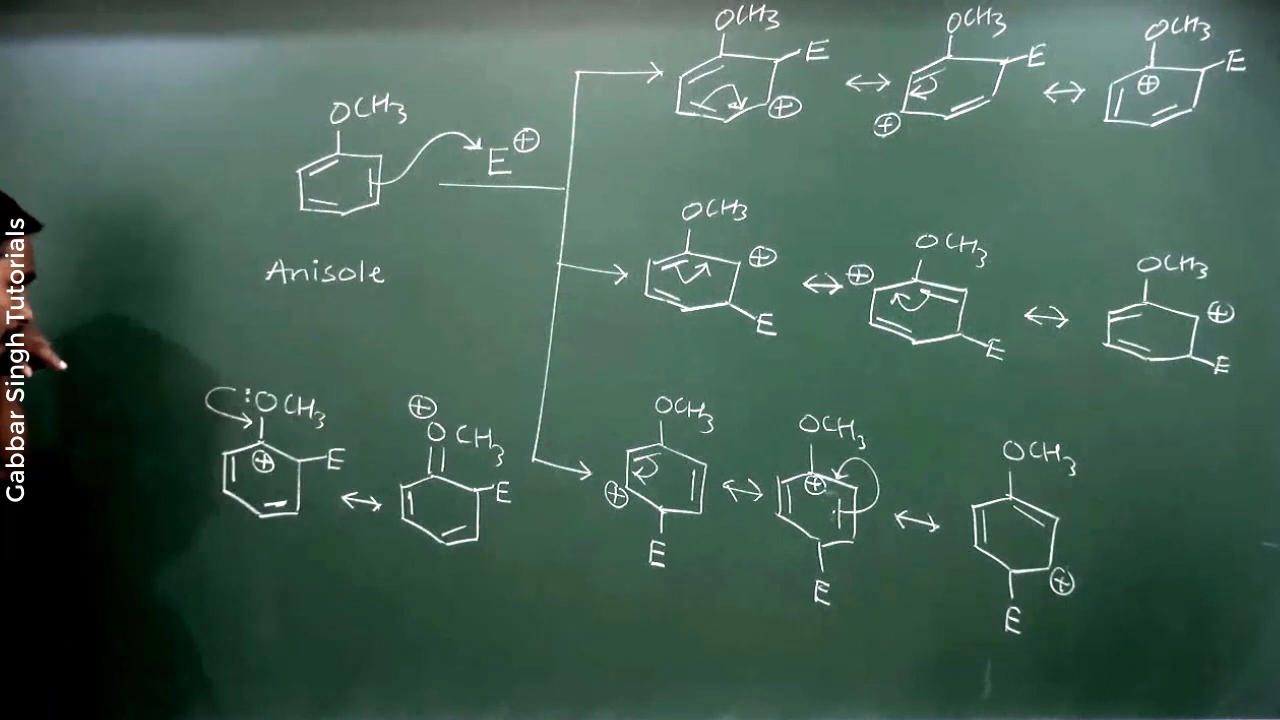 Gabbar Singh Tutorials
OCH3
E ⊕
Anisole
OCH3
E
⊕
↔
OCH3
E
⊕
↔
OCH3
E
⊕
OCH3
⊕
E
↔
OCH3
⊕
E
↔
OCH3
⊕
E
:OCH3
⊕
E
↔
⊕
OCH3
E
OCH3
⊕
E
↔
OCH3
⊕
E
↔
OCH3
⊕
E